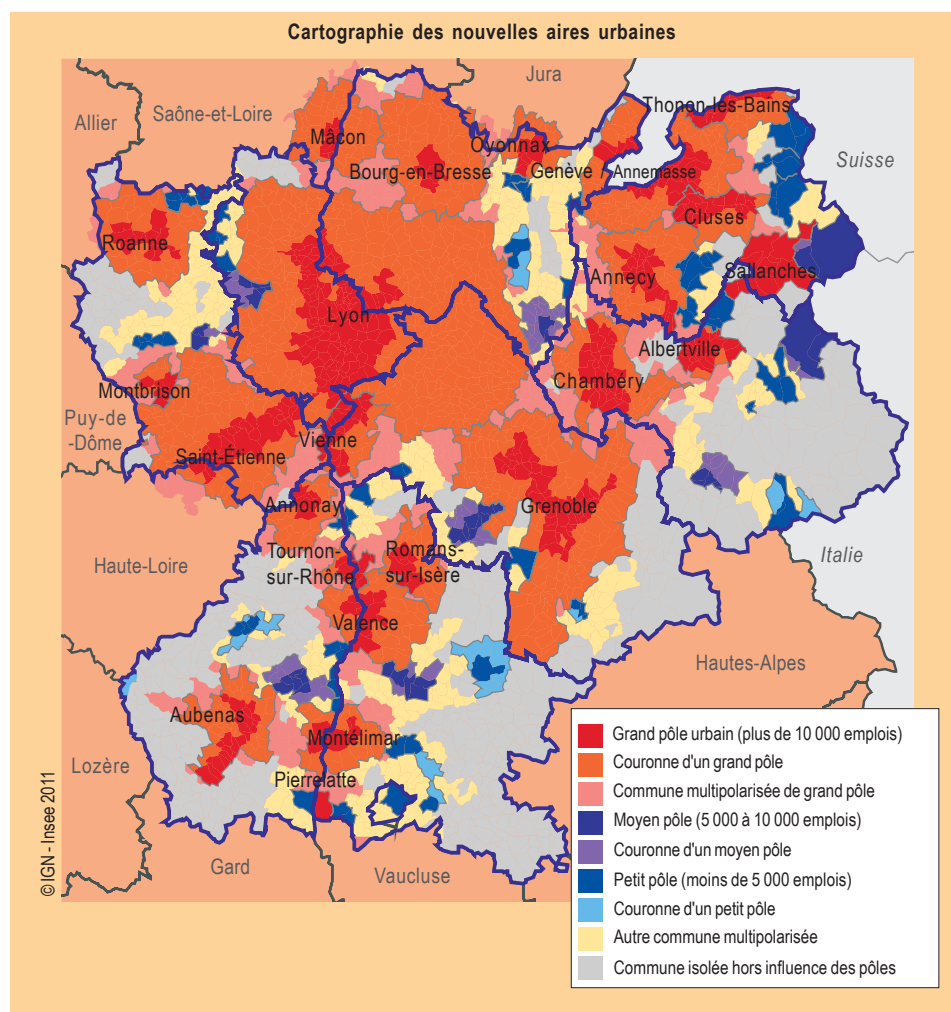 Cartographie des nouvelles aires urbaines
Jura
Allier
Saône-et-Loire
Thonon-les-Bains
Mâcon
Oyonnax
Suisse
Bourg-en-Bresse
Genève
Annemasse
Cluses
Roanne
Annecy
Sallanches
Lyon
Albertville
Chambéry
Montbrison
Puy-de
-Dôme
Vienne
Saint-Étienne
Annonay
Grenoble
Tournon-
sur-Rhône
Romans-
sur-Isère
Italie
Haute-Loire
Valence
Hautes-Alpes
Aubenas
Montélimar
Lozère
Pierrelatte
Gard
Vaucluse
© IGN - Insee 2011
Grand pôle urbain (plus de 10 000 emplois)
Couronne d'un grand pôle
Commune multipolarisée de grand pôle
Moyen pôle (5 000 à 10 000 emplois)
Couronne d'un moyen pôle
Petit pôle (moins de 5 000 emplois)
Couronne d'un petit pôle
Autre commune multipolarisée
Commune isolée hors influence des pôles